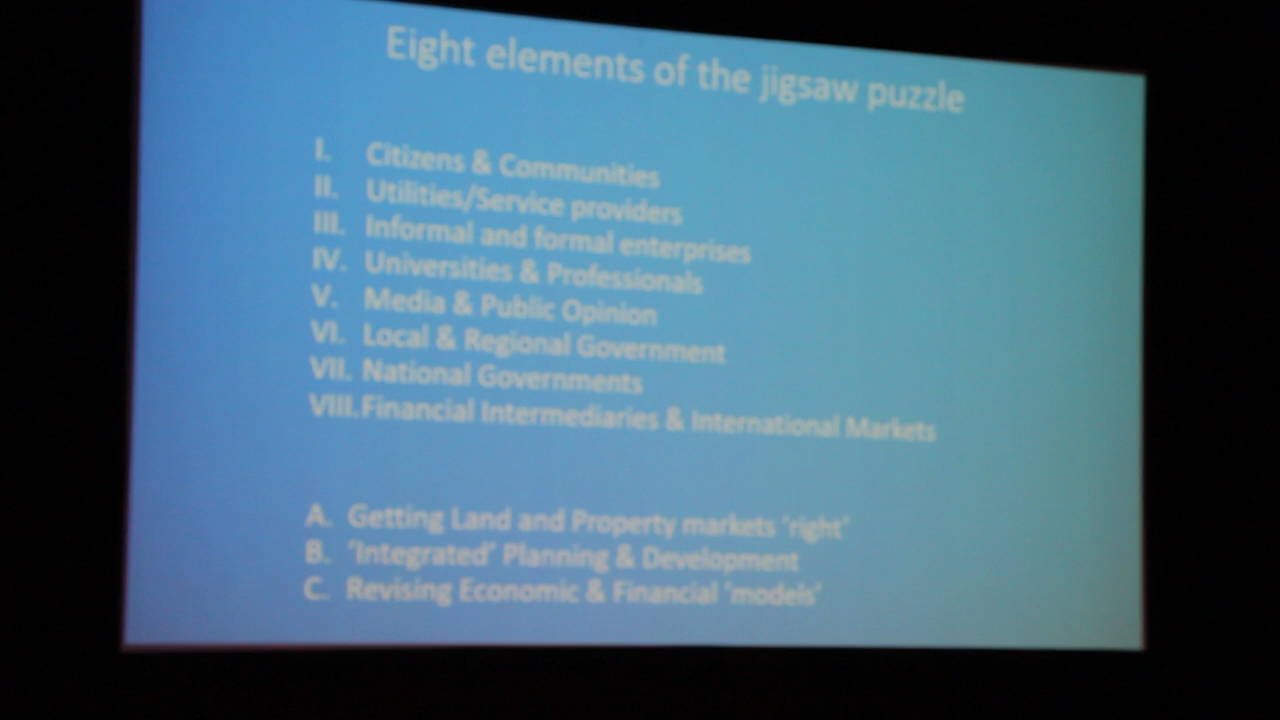 Eight elements of the jigsaw puzzle
I. Citizens & Communities
II. Utilities/Service providers
III. Informal and formal enterprises
IV. Universities & Professionals
V. Media & Public Opinion
VI. Local & Regional Government
VII. National Governments
VIII. Financial Intermediaries & International Markets
A. Getting Land and Property markets ‘right’
B. ‘Integrated’ Planning & Development
C. Revising Economic & Financial ‘models’